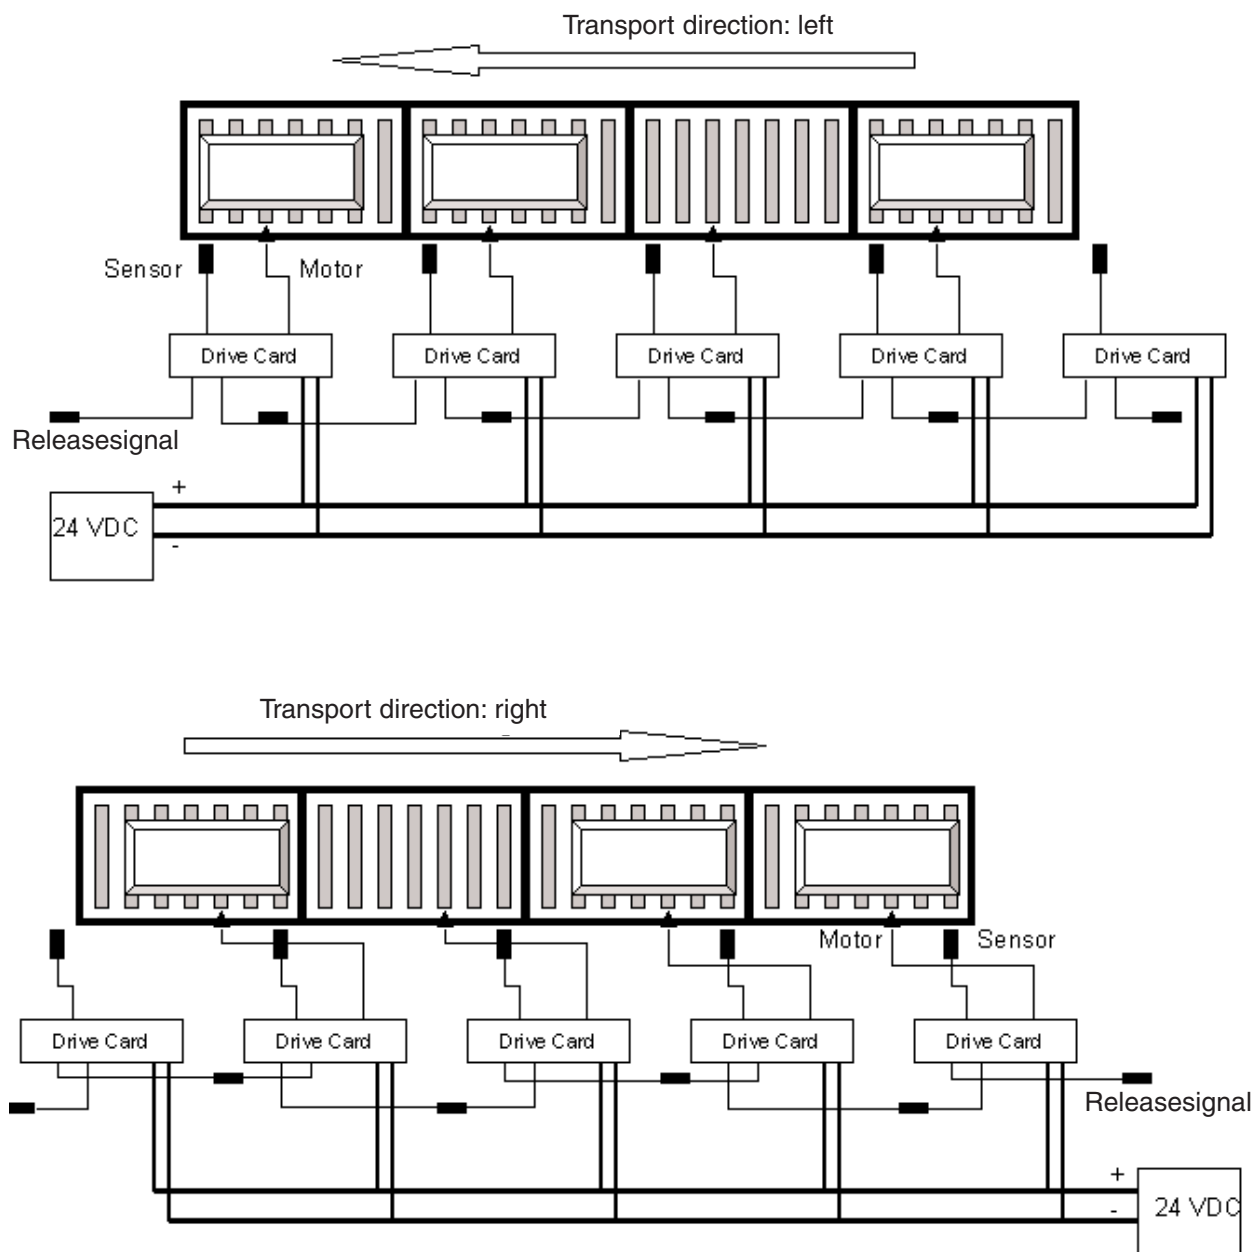 Transport direction: left
Sensor
Motor
Drive Card
Drive Card
Drive Card
Drive Card
Drive Card
Releasesignal
+
24 VDC
-
Transport direction: right
Motor
Sensor
Drive Card
Drive Card
Drive Card
Drive Card
Drive Card
Releasesignal
+
-
24 VDC